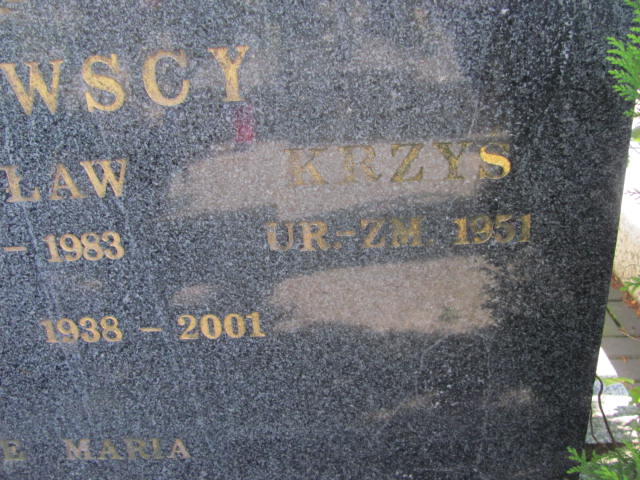 WSCY
ŁAW KRZYŚ
– 1983 UR.-ZM. 1951
1938 – 2001
E MARIA